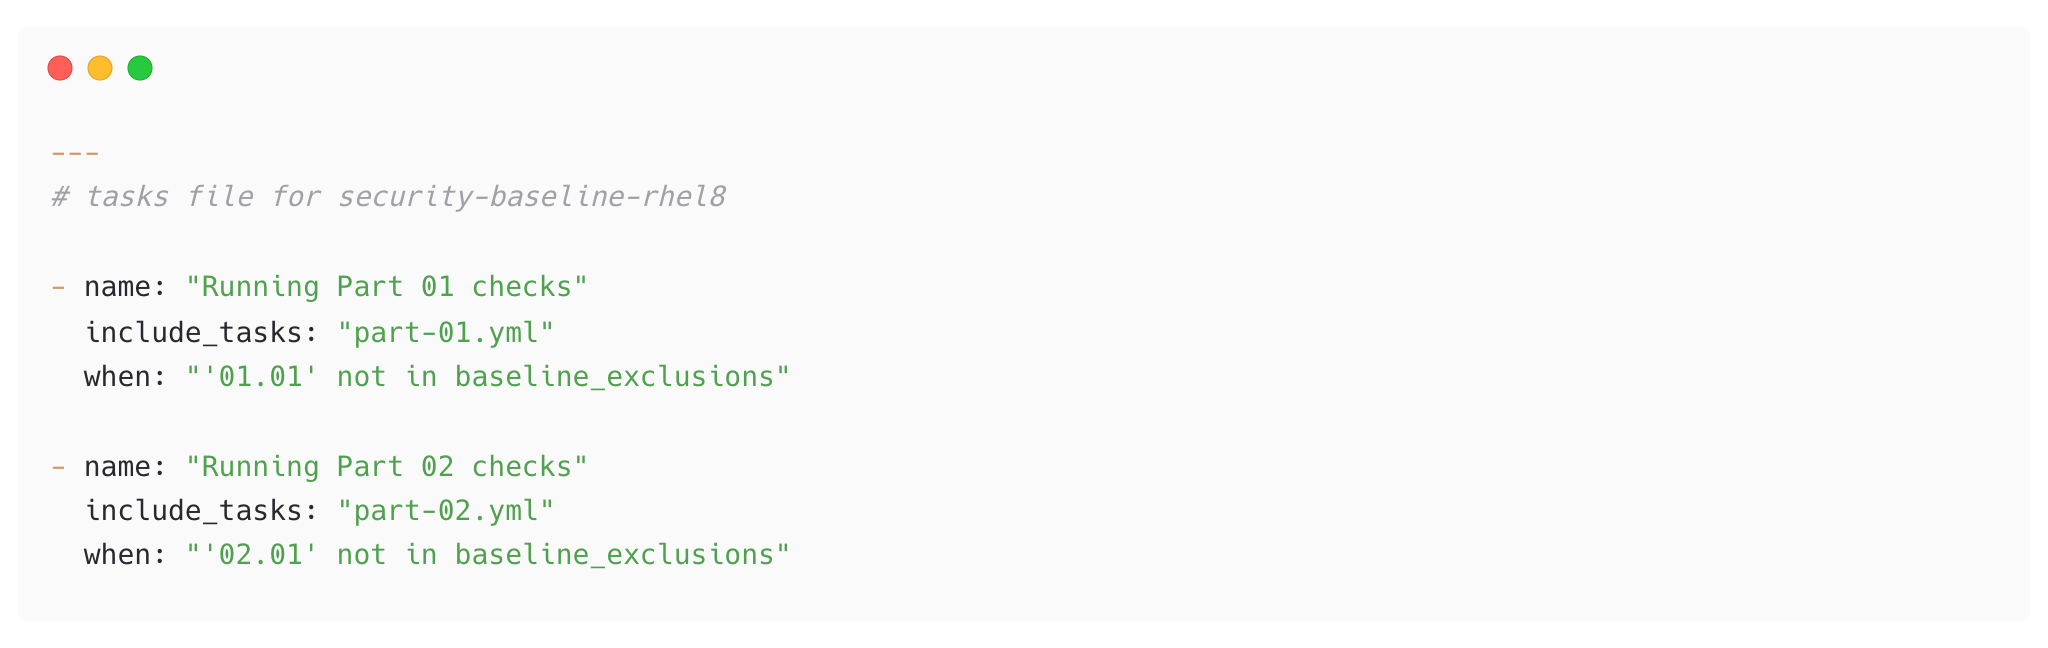 ---
# tasks file for security-baseline-rhel8
- name: "Running Part 01 checks"
  include_tasks: "part-01.yml"
  when: "'01.01' not in baseline_exclusions"
- name: "Running Part 02 checks"
  include_tasks: "part-02.yml"
  when: "'02.01' not in baseline_exclusions"